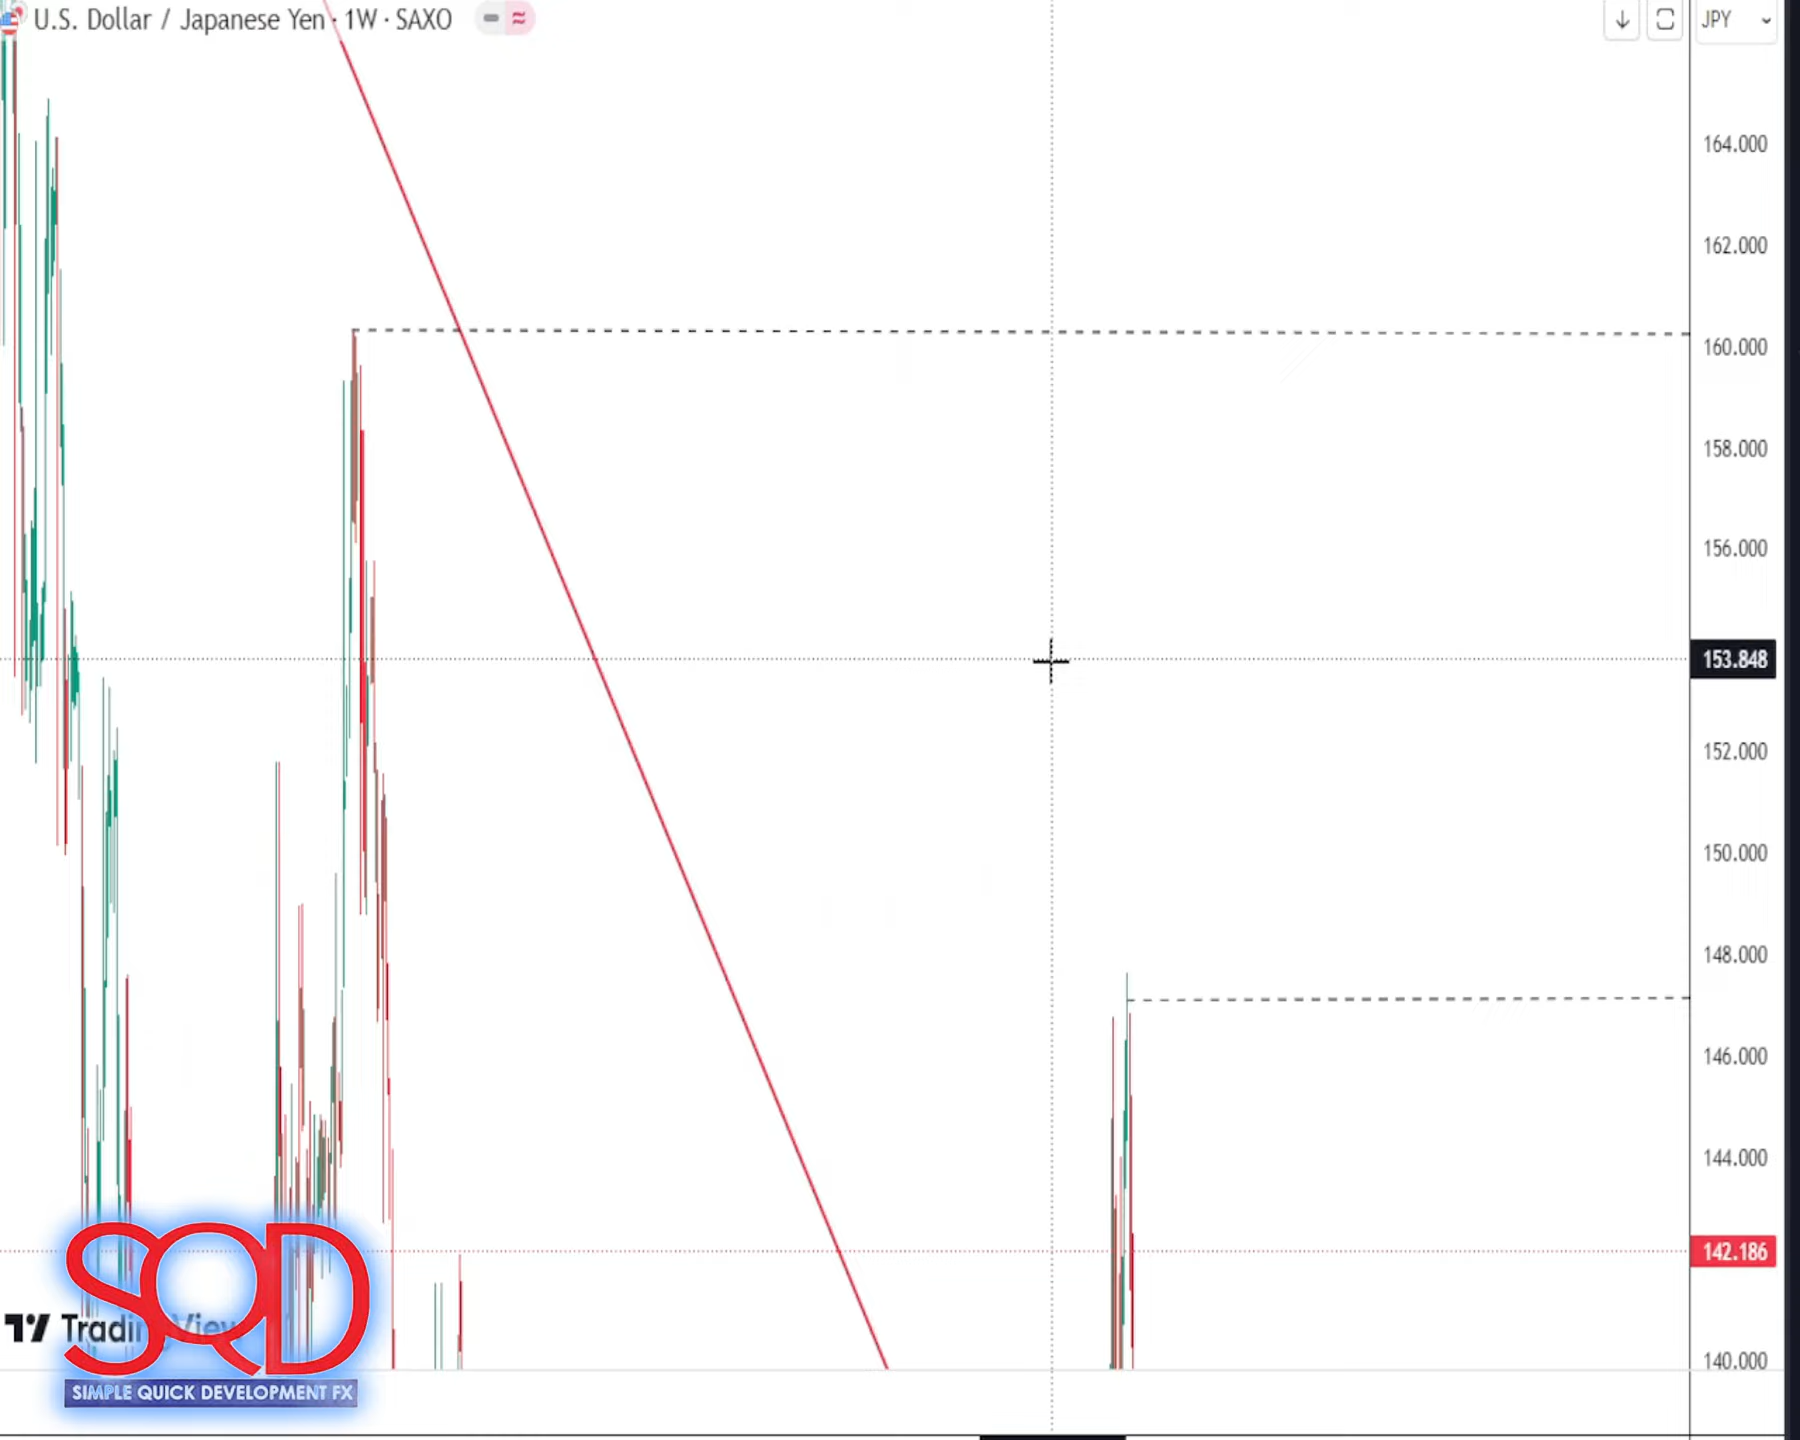 U.S. Dollar / Japanese Yen · 1W · SAXO
JPY
164.000
162.000
160.000
158.000
156.000
153.848
152.000
150.000
148.000
146.000
144.000
142.186
140.000
TradingView
SQD
SIMPLE QUICK DEVELOPMENT FX